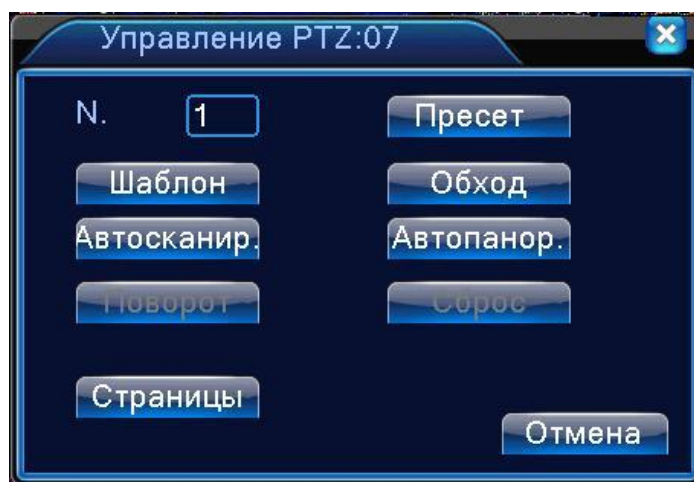 Управление PTZ:07
N. 1 Пресет
Шаблон Обход
Автосканир. Автопанор.
Поворот Сброс
Страницы
Отмена